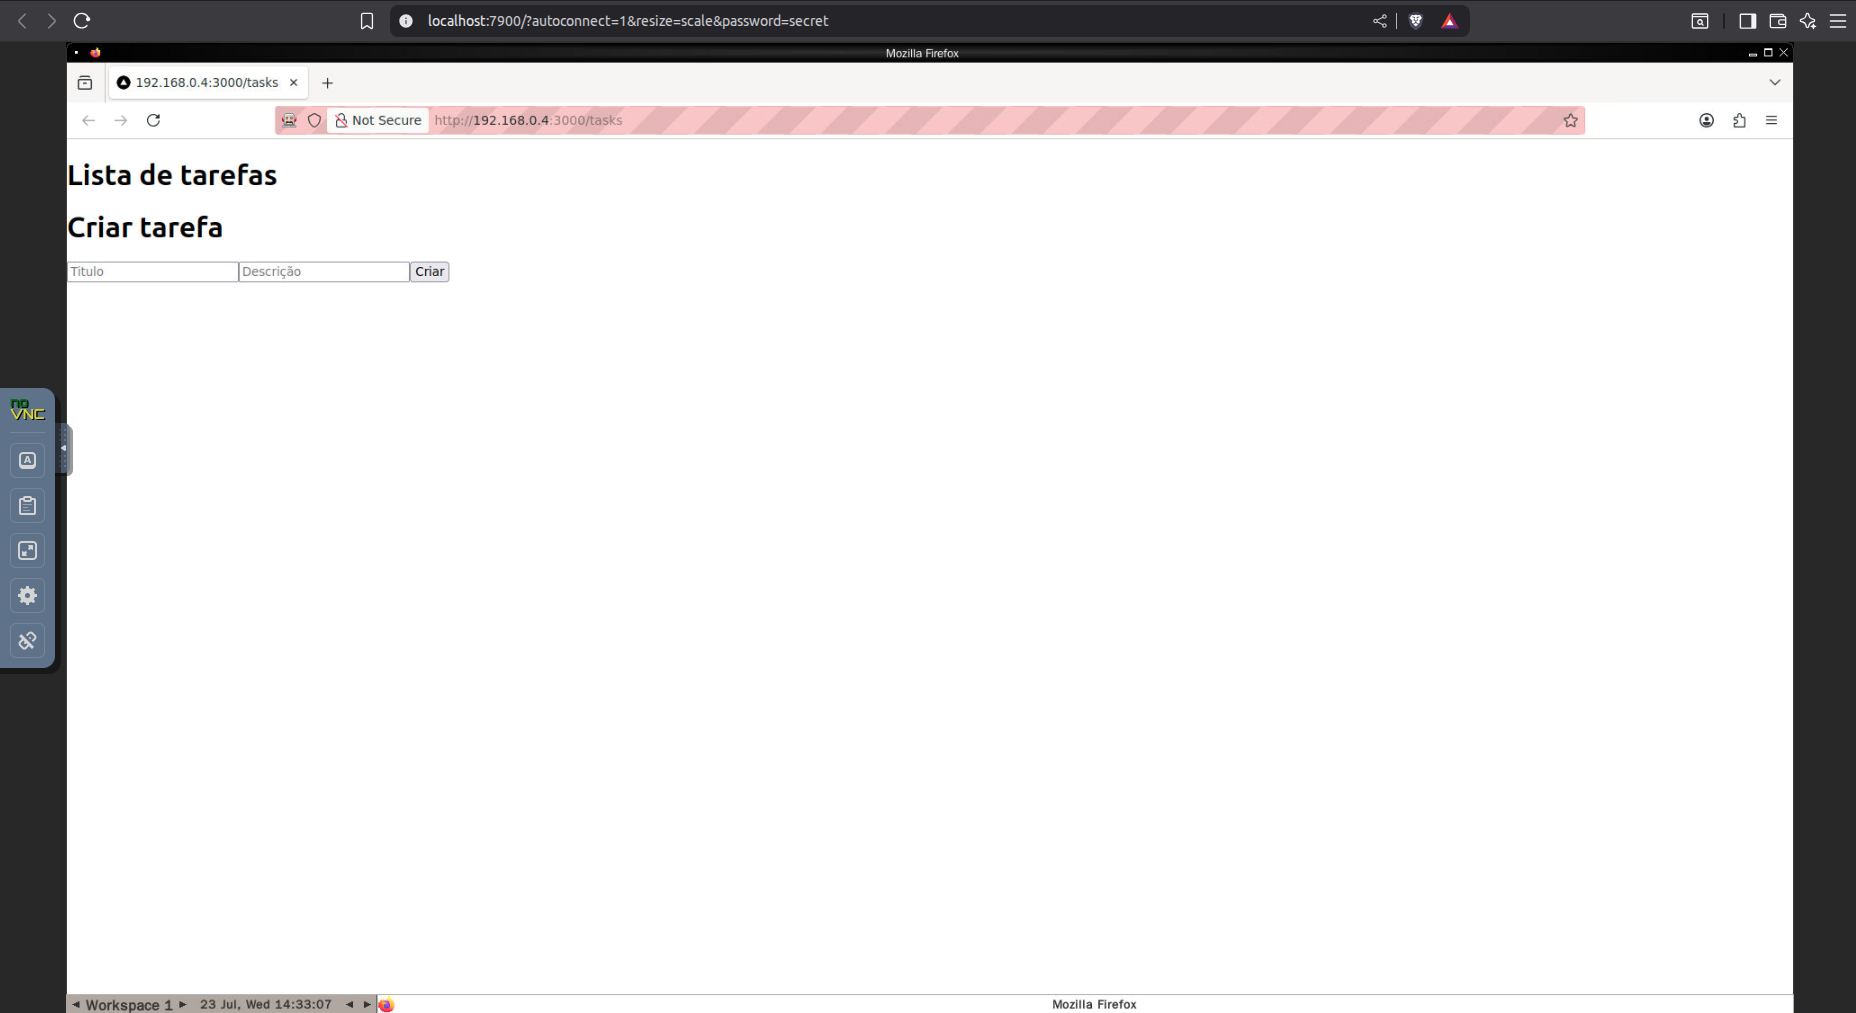 localhost:7900/?autoconnect=1&resize=scale&password=secret
Mozilla Firefox
192.168.0.4:3000/tasks
Not Secure http://192.168.0.4:3000/tasks
Lista de tarefas
Criar tarefa
Titulo Descrição Criar
no
VNC
A
Workspace 1 23 Jul, Wed 14:33:07 Mozilla Firefox